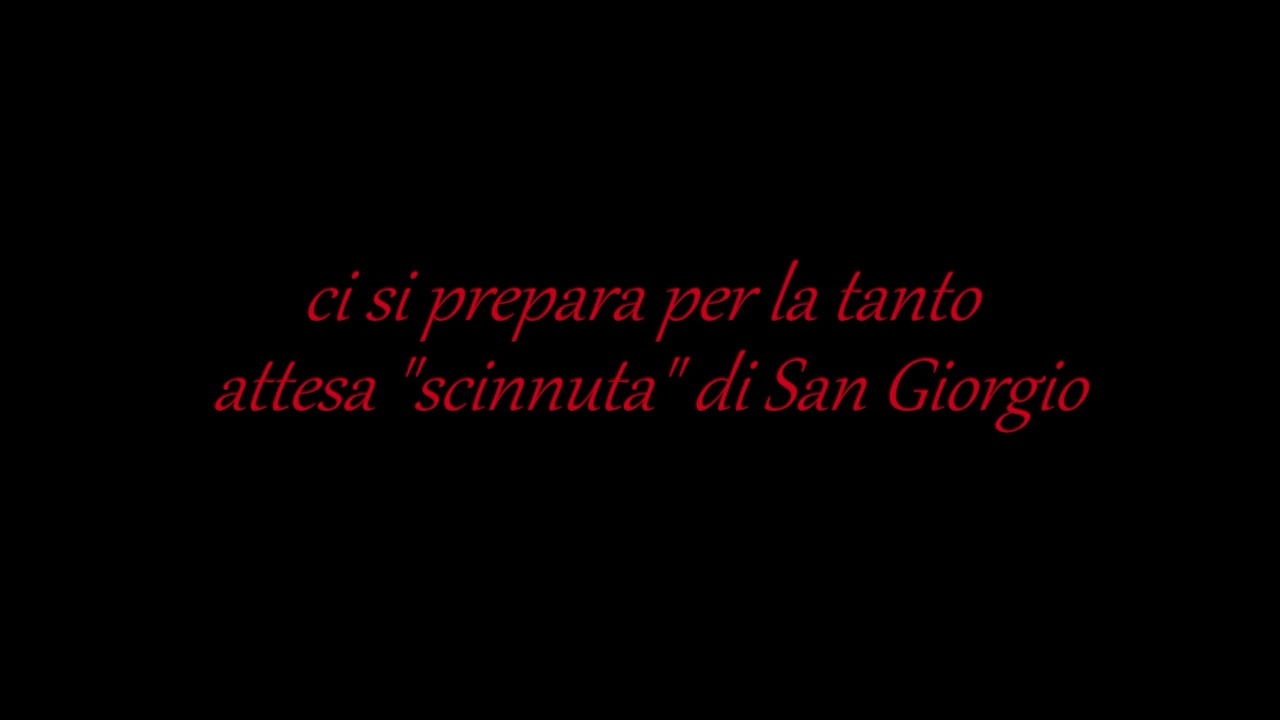 ci si prepara per la tanto
attesa "scinnuta" di San Giorgio